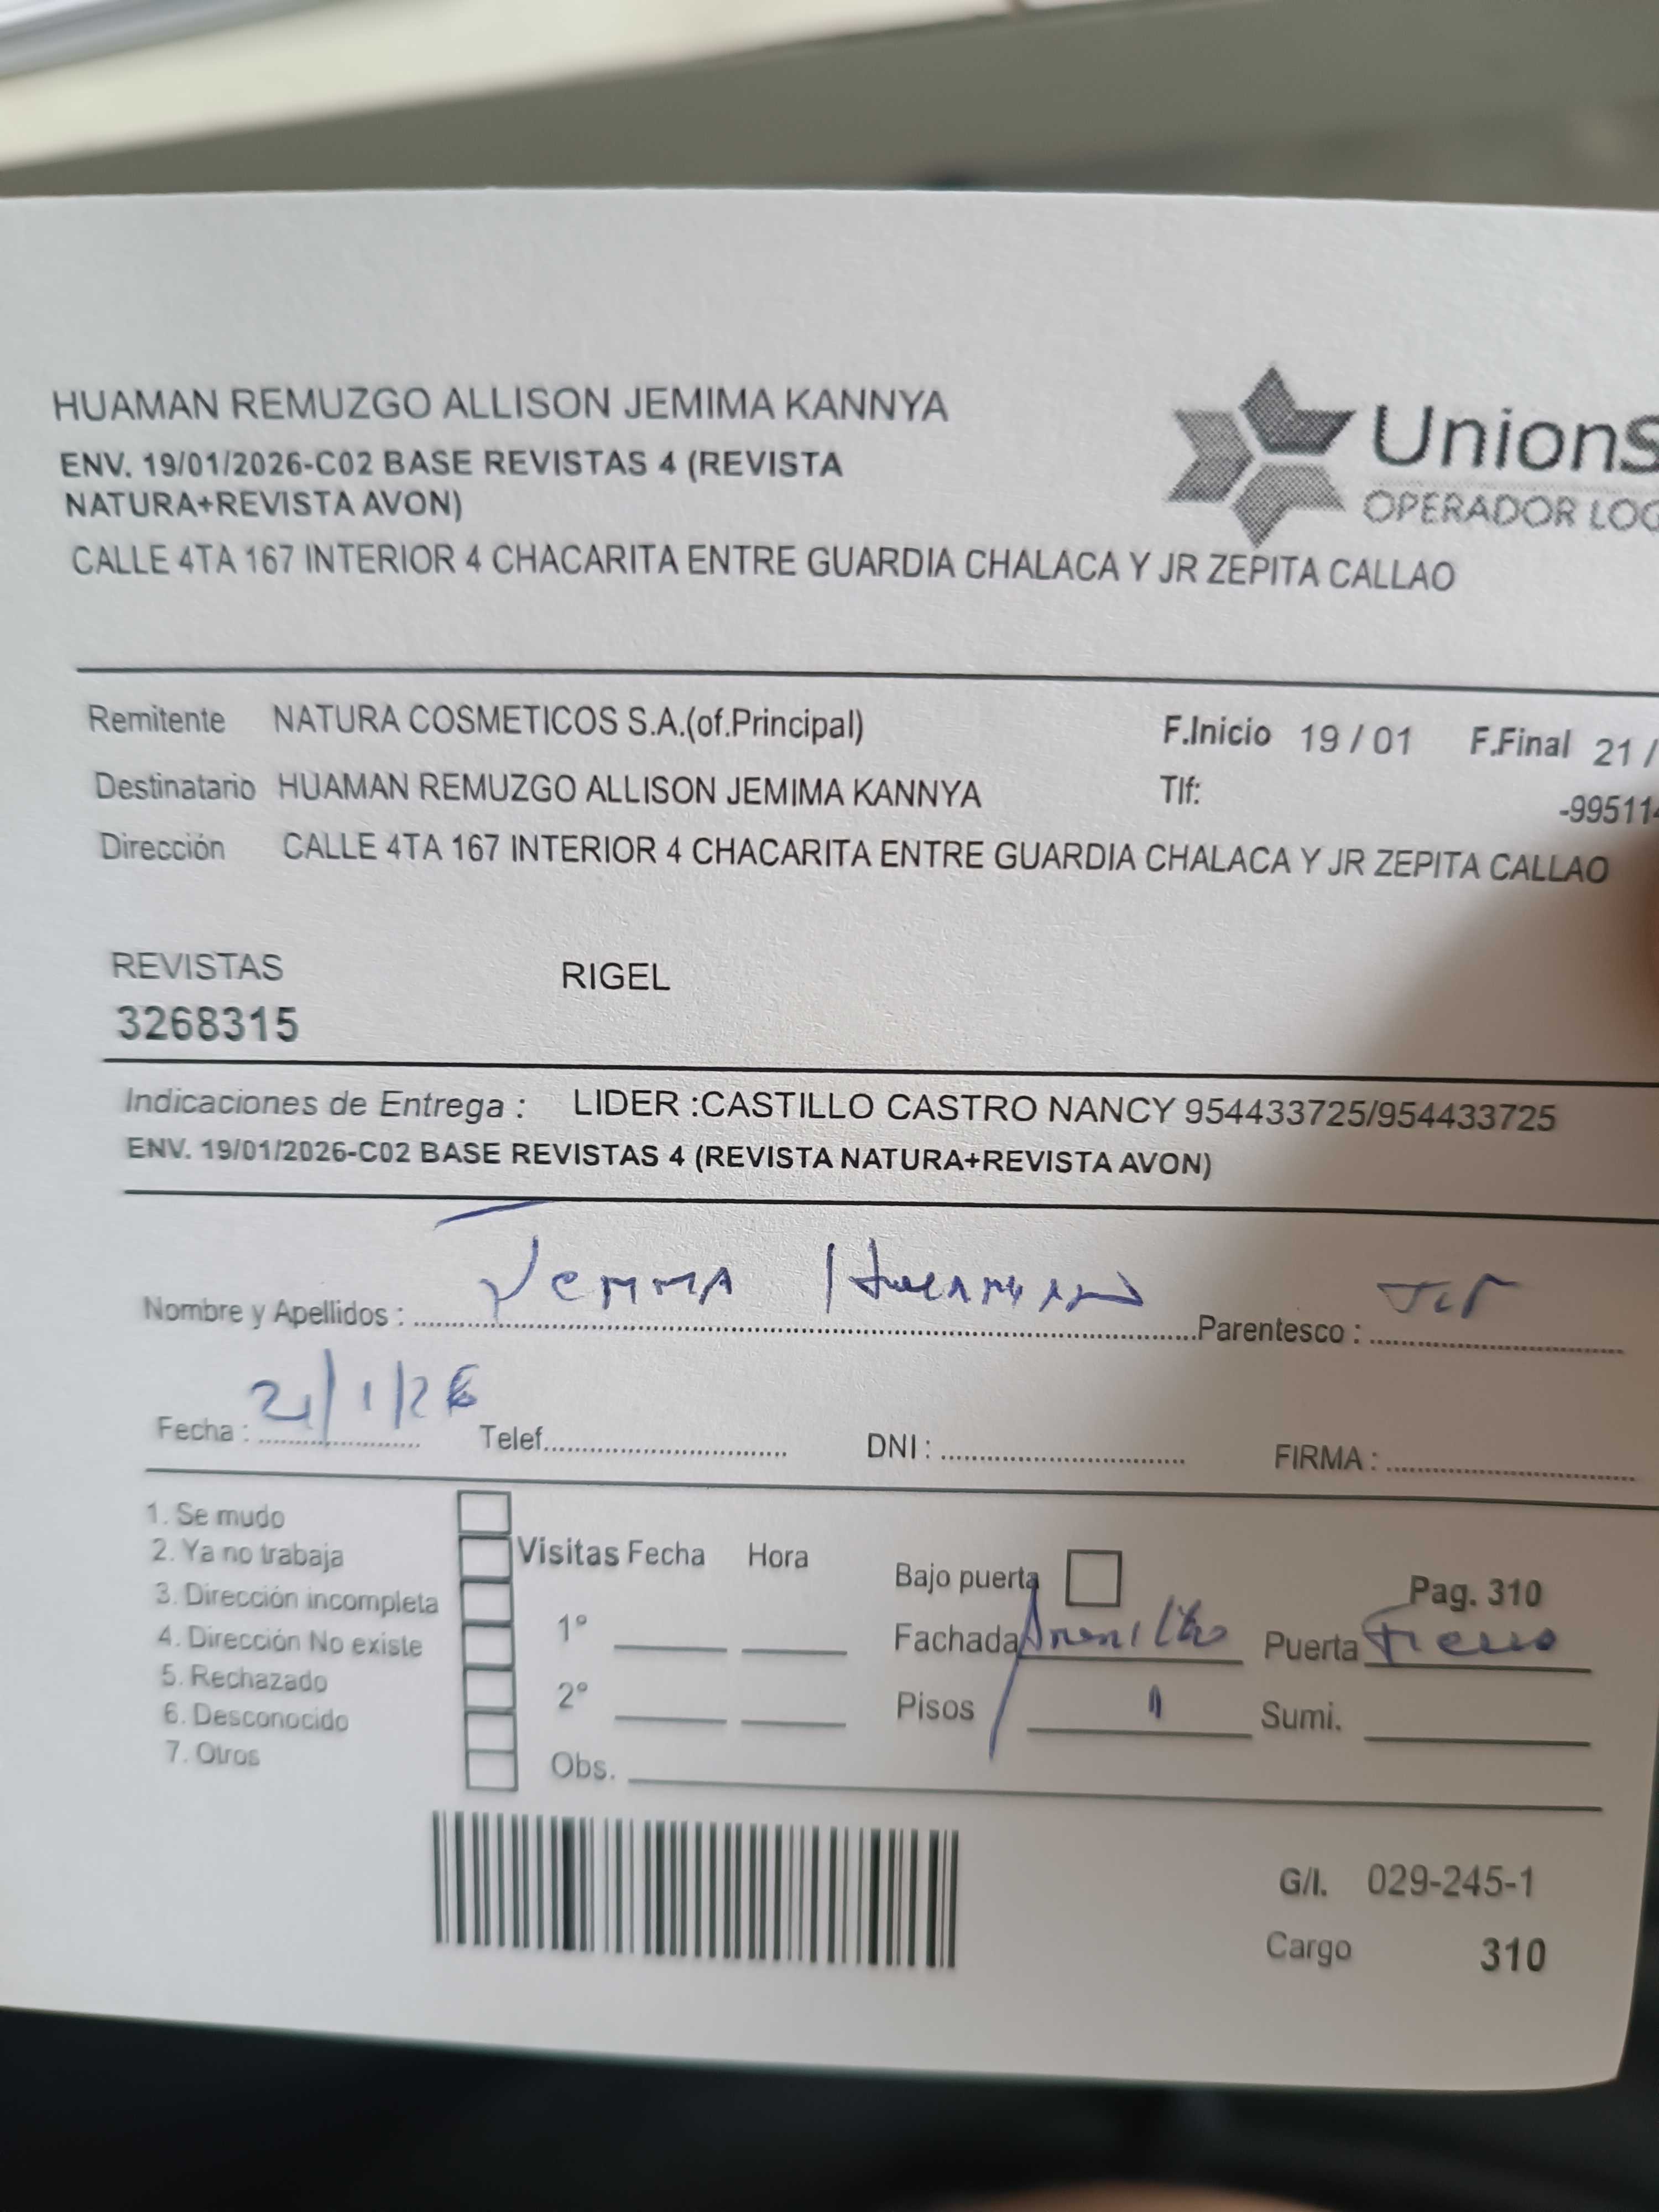 HUAMAN REMUZGO ALLISON JEMIMA KANNYA
ENV. 19/01/2026-C02 BASE REVISTAS 4 (REVISTA
NATURA+REVISTA AVON)
UnionS
OPERADOR LOG
CALLE 4TA 167 INTERIOR 4 CHACARITA ENTRE GUARDIA CHALACA Y JR ZEPITA CALLAO
Remitente NATURA COSMETICOS S.A.(of.Principal) F.Inicio 19 / 01 F.Final 21 /
Destinatario HUAMAN REMUZGO ALLISON JEMIMA KANNYA Tlf: -99511
Dirección CALLE 4TA 167 INTERIOR 4 CHACARITA ENTRE GUARDIA CHALACA Y JR ZEPITA CALLAO
REVISTAS RIGEL
3268315
Indicaciones de Entrega : LIDER :CASTILLO CASTRO NANCY 954433725/954433725
ENV. 19/01/2026-C02 BASE REVISTAS 4 (REVISTA NATURA+REVISTA AVON)
Nombre y Apellidos : Parentesco : Tit
Fecha : 21/1/26 Telef. DNI : FIRMA :
1. Se mudo
2. Ya no trabaja
3. Dirección incompleta
4. Dirección No existe
5. Rechazado
6. Desconocido
7. Otros
Visitas Fecha Hora
1°
2°
Obs.
Bajo puerta Pag. 310
Fachada Amarillo Puerta Fierro
Pisos 1 Sumi.
G/I. 029-245-1
Cargo 310